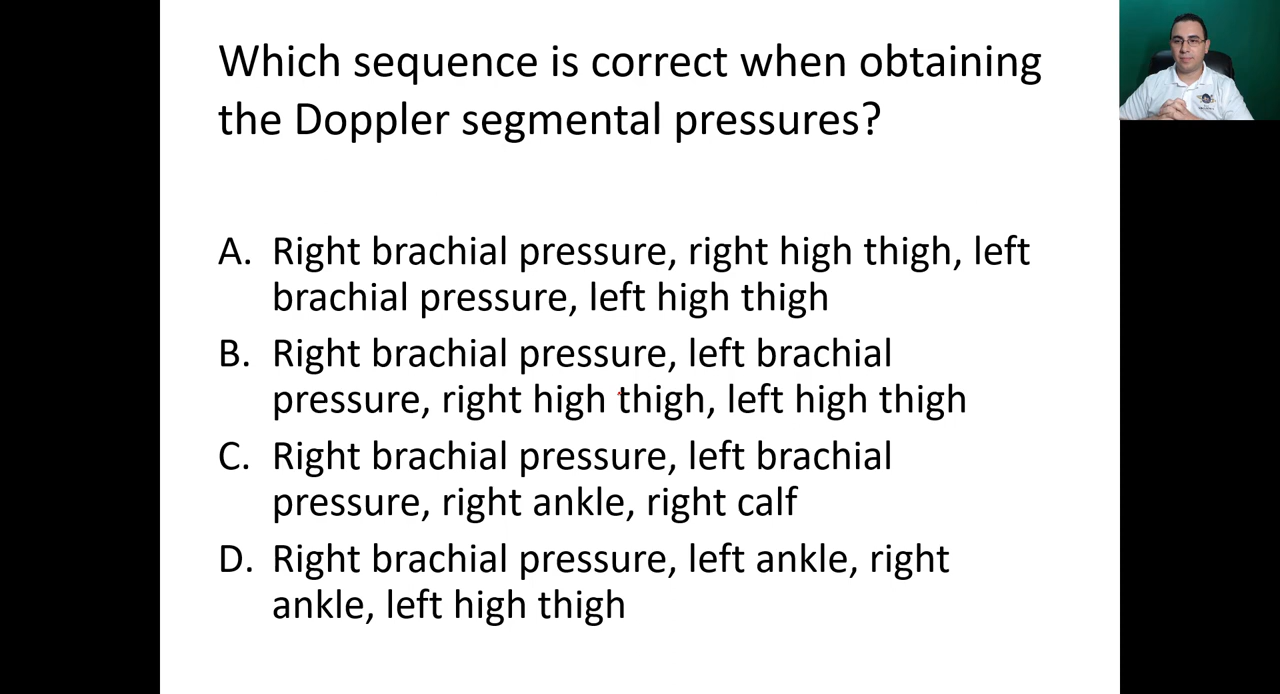 Which sequence is correct when obtaining
the Doppler segmental pressures?
A. Right brachial pressure, right high thigh, left
brachial pressure, left high thigh
B. Right brachial pressure, left brachial
pressure, right high thigh, left high thigh
C. Right brachial pressure, left brachial
pressure, right ankle, right calf
D. Right brachial pressure, left ankle, right
ankle, left high thigh